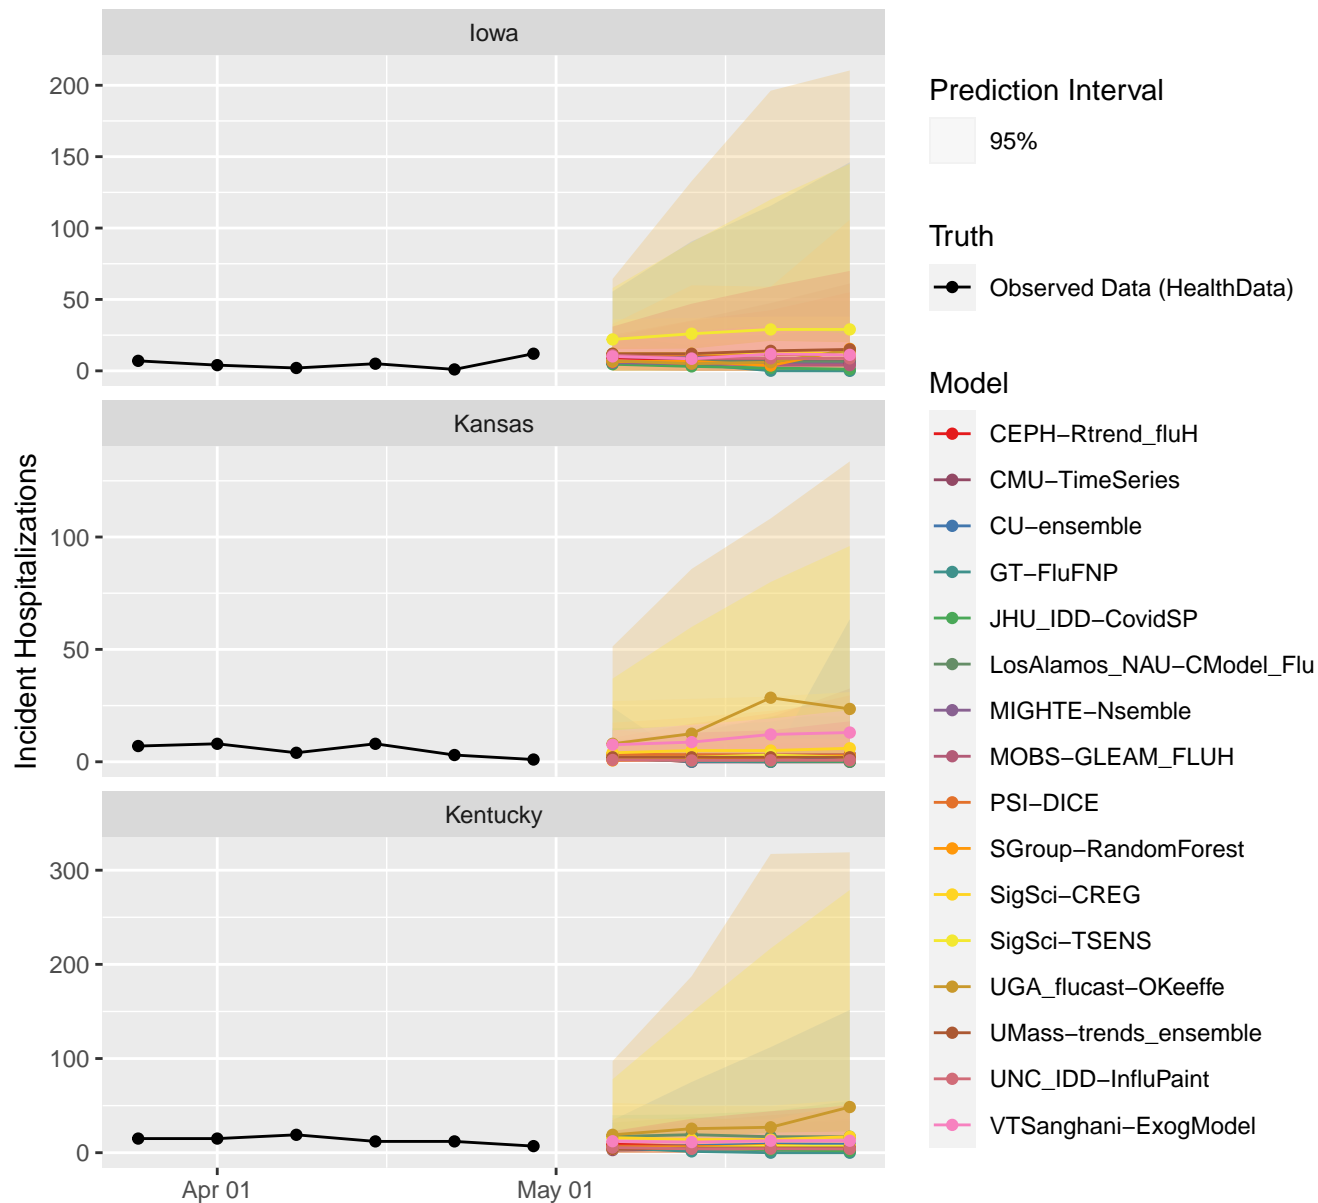 Iowa
200
150
100
50
0
Kansas
100
50
0
Kentucky
300
200
100
0
Apr 01
May 01
Incident Hospitalizations
Prediction Interval
95%
Truth
Observed Data (HealthData)
Model
CEPH−Rtrend_fluH
CMU−TimeSeries
CU−ensemble
GT−FluFNP
JHU_IDD−CovidSP
LosAlamos_NAU−CModel_Flu
MIGHTE−Nsemble
MOBS−GLEAM_FLUH
PSI−DICE
SGroup−RandomForest
SigSci−CREG
SigSci−TSENS
UGA_flucast−OKeeffe
UMass−trends_ensemble
UNC_IDD−InfluPaint
VTSanghani−ExogModel